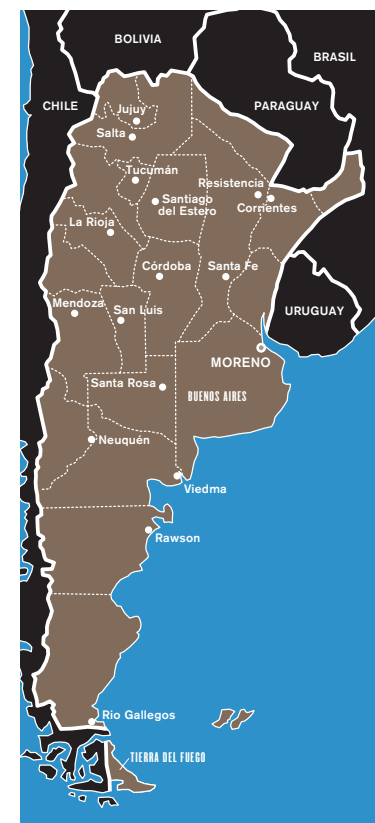 BOLIVIA
BRASIL
CHILE
PARAGUAY
Jujuy
Salta
Tucumán
Resistencia
Santiago
del Estero
Corrientes
La Rioja
Córdoba
Santa Fe
Mendoza
San Luis
URUGUAY
MORENO
Santa Rosa
BUENOS AIRES
Neuquén
Viedma
Rawson
Rio Gallegos
TIERRA DEL FUEGO